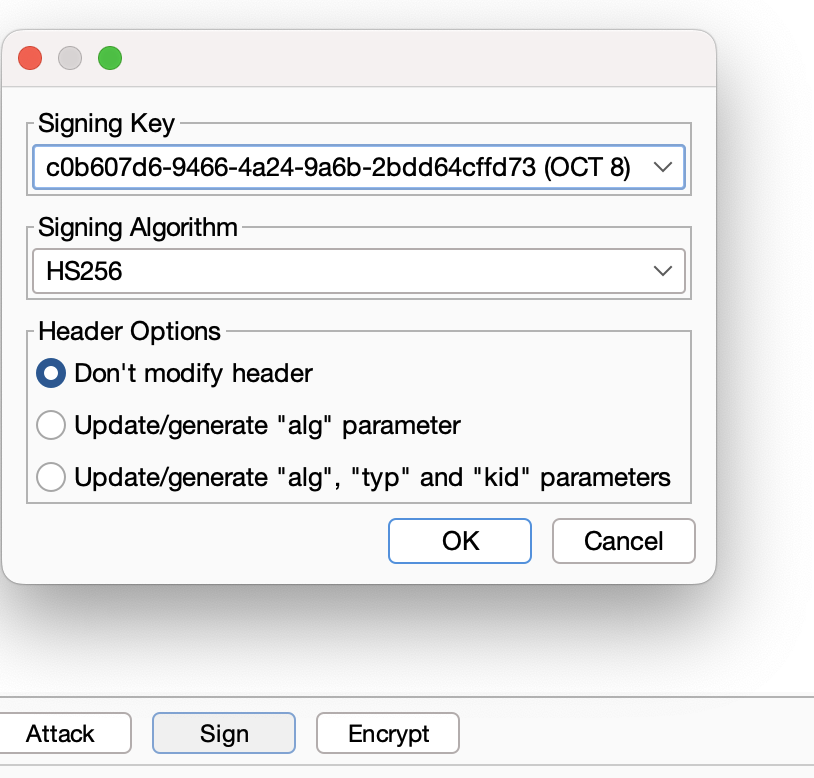 Signing Key
c0b607d6-9466-4a24-9a6b-2bdd64cffd73 (OCT 8)
Signing Algorithm
HS256
Header Options
Don't modify header
Update/generate "alg" parameter
Update/generate "alg", "typ" and "kid" parameters
OK Cancel
Attack Sign Encrypt